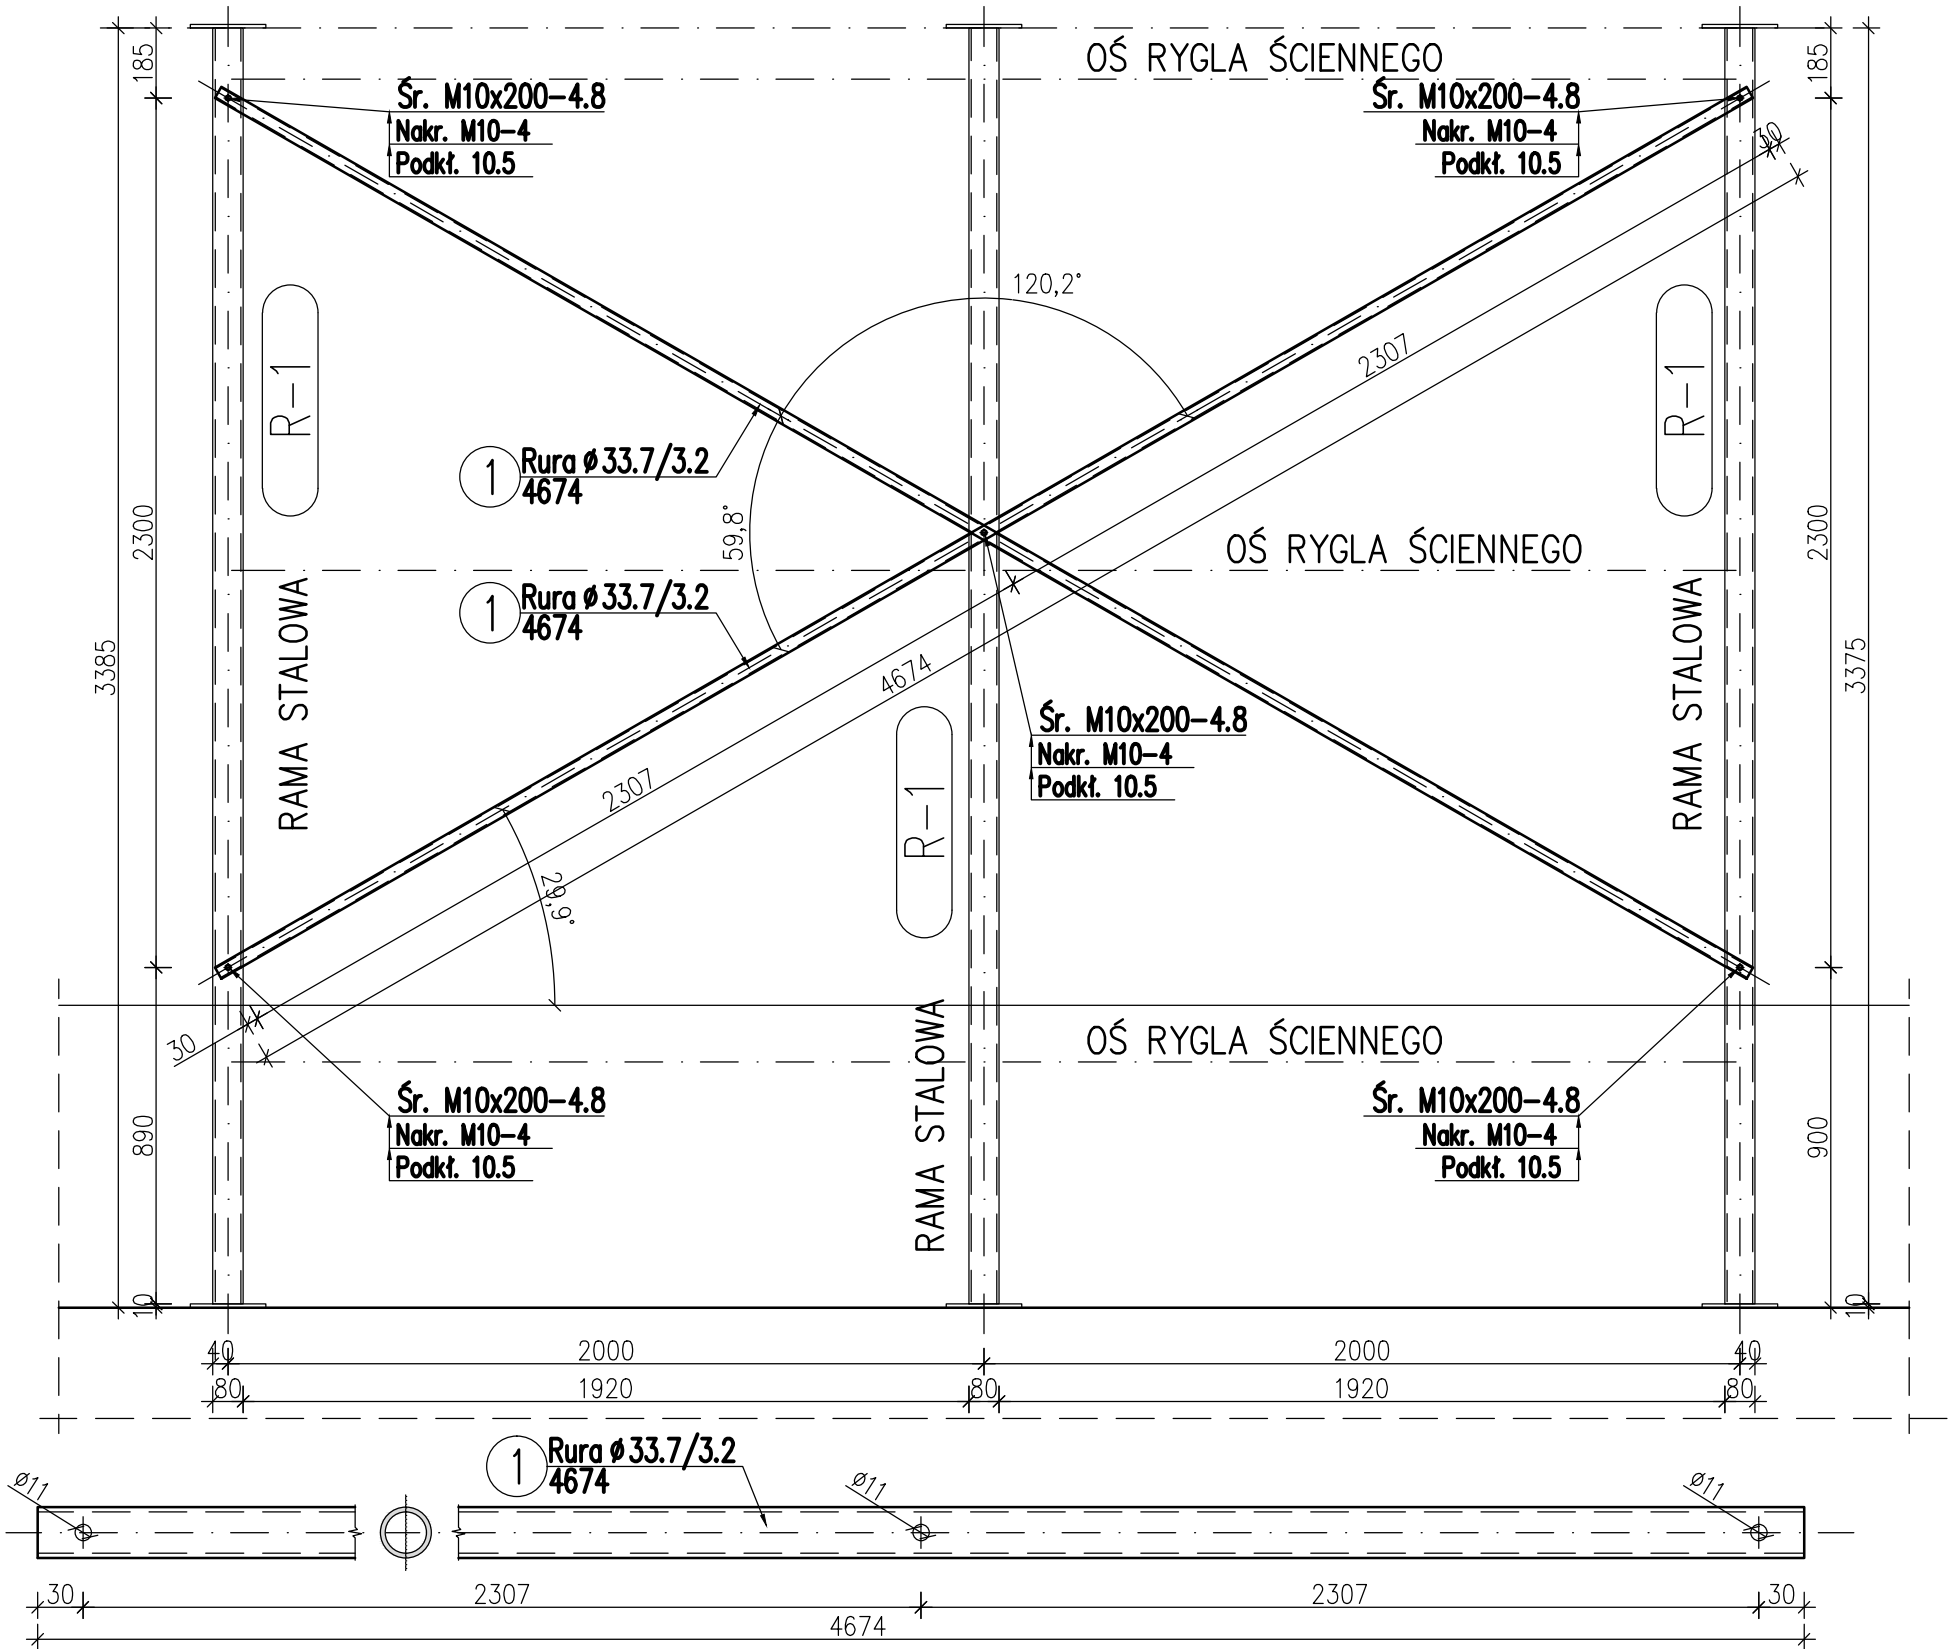 OŚ RYGLA ŚCIENNEGO
185
185
Śr. M10x200-4.8
Nakr. M10-4
Podkł. 10.5
Śr. M10x200-4.8
Nakr. M10-4
Podkł. 10.5
30
120,2°
2307
R-1
R-1
1 Rura ø33.7/3.2
4674
59,8°
2300
2300
OŚ RYGLA ŚCIENNEGO
1 Rura ø33.7/3.2
4674
3385
3375
RAMA STALOWA
RAMA STALOWA
4674
Śr. M10x200-4.8
Nakr. M10-4
Podkł. 10.5
2307
R-1
29,9°
30
OŚ RYGLA ŚCIENNEGO
RAMA STALOWA
Śr. M10x200-4.8
Nakr. M10-4
Podkł. 10.5
Śr. M10x200-4.8
Nakr. M10-4
Podkł. 10.5
890
900
10
10
40 2000 2000 40
80 1920 80 1920 80
1 Rura ø33.7/3.2
4674
ø11 ø11 ø11
30 2307 2307 30
4674